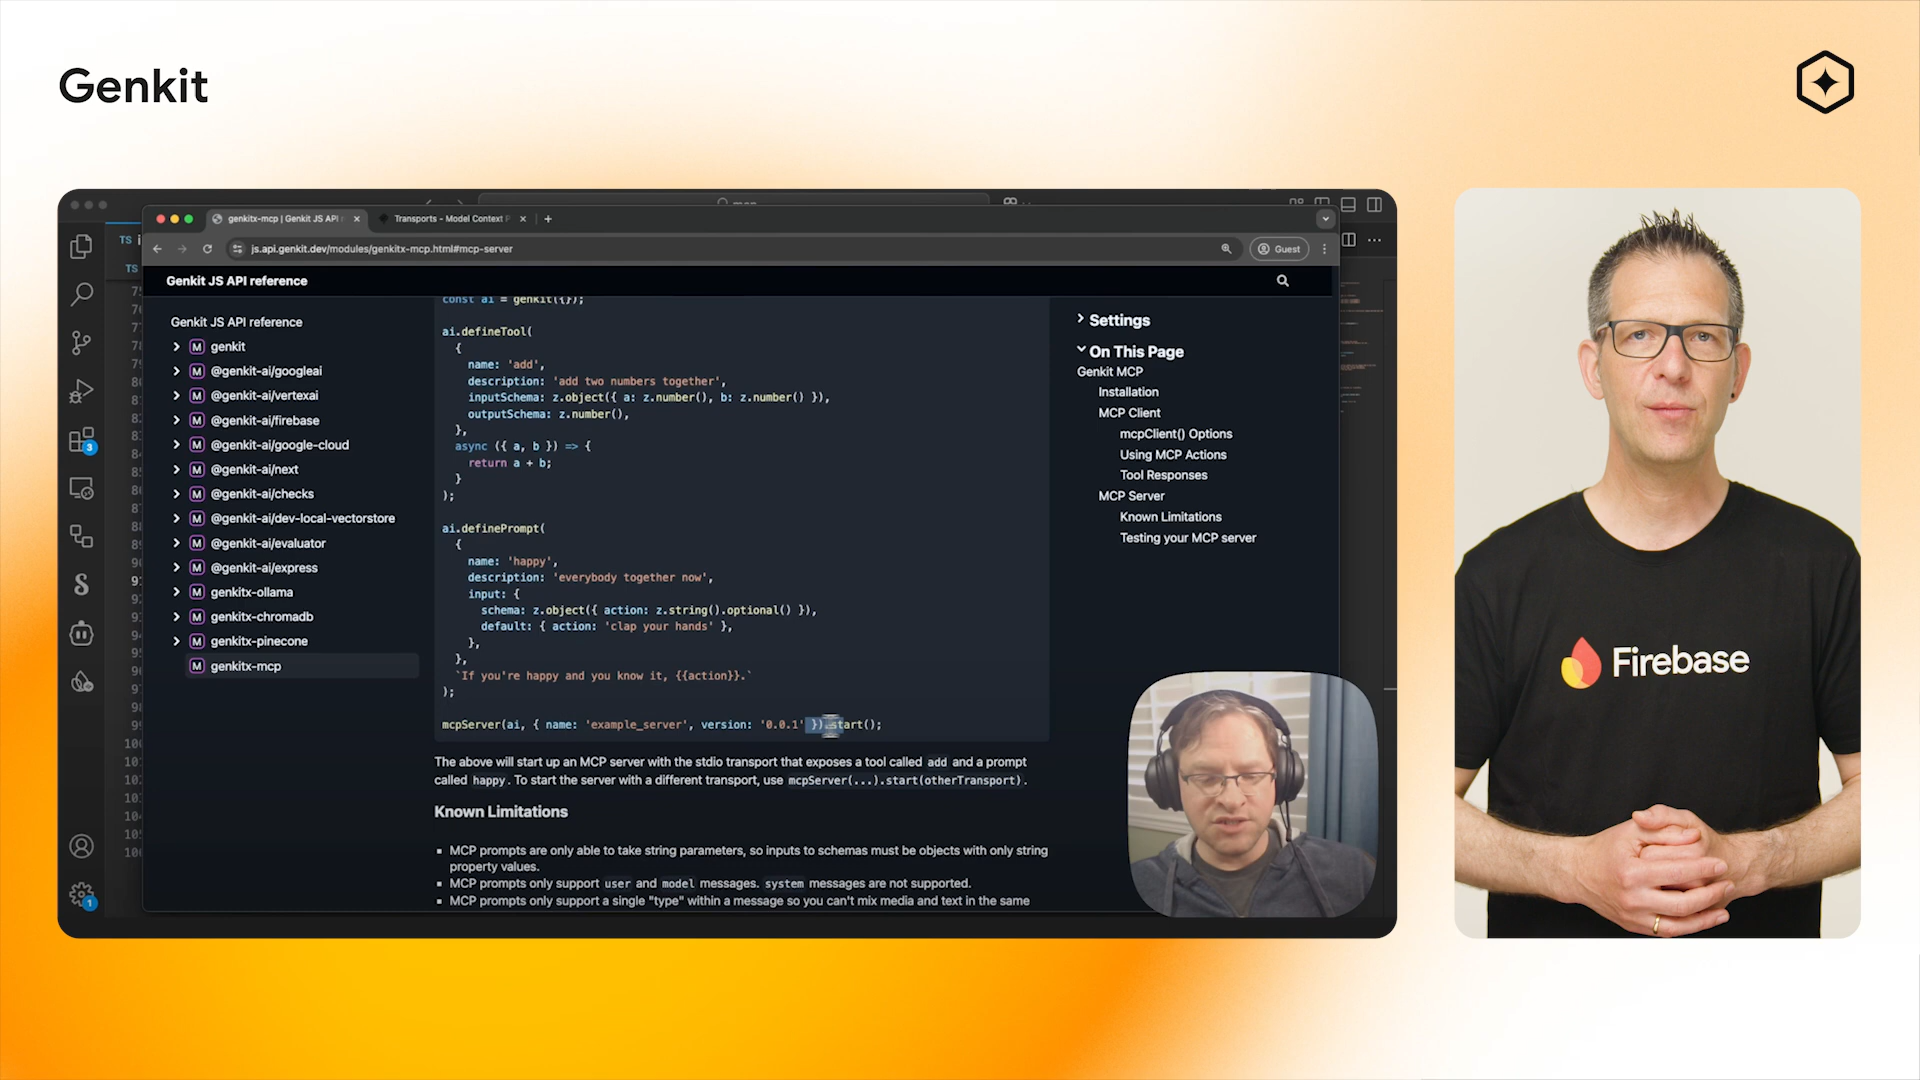 Genkit
genkitx-mcp | Genkit JS API r
Transports - Model Context P
js.api.genkit.dev/modules/genkitx-mcp.html#mcp-server
Guest
TS
TS
Genkit JS API reference
Genkit JS API reference
genkit
@genkit-ai/googleai
@genkit-ai/vertexai
@genkit-ai/firebase
@genkit-ai/google-cloud
@genkit-ai/next
@genkit-ai/checks
@genkit-ai/dev-local-vectorstore
@genkit-ai/evaluator
@genkit-ai/express
genkitx-ollama
genkitx-chromadb
genkitx-pinecone
genkitx-mcp
const ai = genkit({});
ai.defineTool(
{
name: 'add',
description: 'add two numbers together',
inputSchema: z.object({ a: z.number(), b: z.number() }),
outputSchema: z.number(),
},
async ({ a, b }) => {
return a + b;
}
);
ai.definePrompt(
{
name: 'happy',
description: 'everybody together now',
input: {
schema: z.object({ action: z.string().optional() }),
default: { action: 'clap your hands' },
},
},
`If you're happy and you know it, {{action}}.`
);
mcpServer(ai, { name: 'example_server', version: '0.0.1' }).start();
The above will start up an MCP server with the stdio transport that exposes a tool called add and a prompt
called happy. To start the server with a different transport, use mcpServer(...).start(otherTransport).
Known Limitations
MCP prompts are only able to take string parameters, so inputs to schemas must be objects with only string
property values.
MCP prompts only support user and model messages. system messages are not supported.
MCP prompts only support a single "type" within a message so you can't mix media and text in the same
Settings
On This Page
Genkit MCP
Installation
MCP Client
mcpClient() Options
Using MCP Actions
Tool Responses
MCP Server
Known Limitations
Testing your MCP server
3
1
Firebase